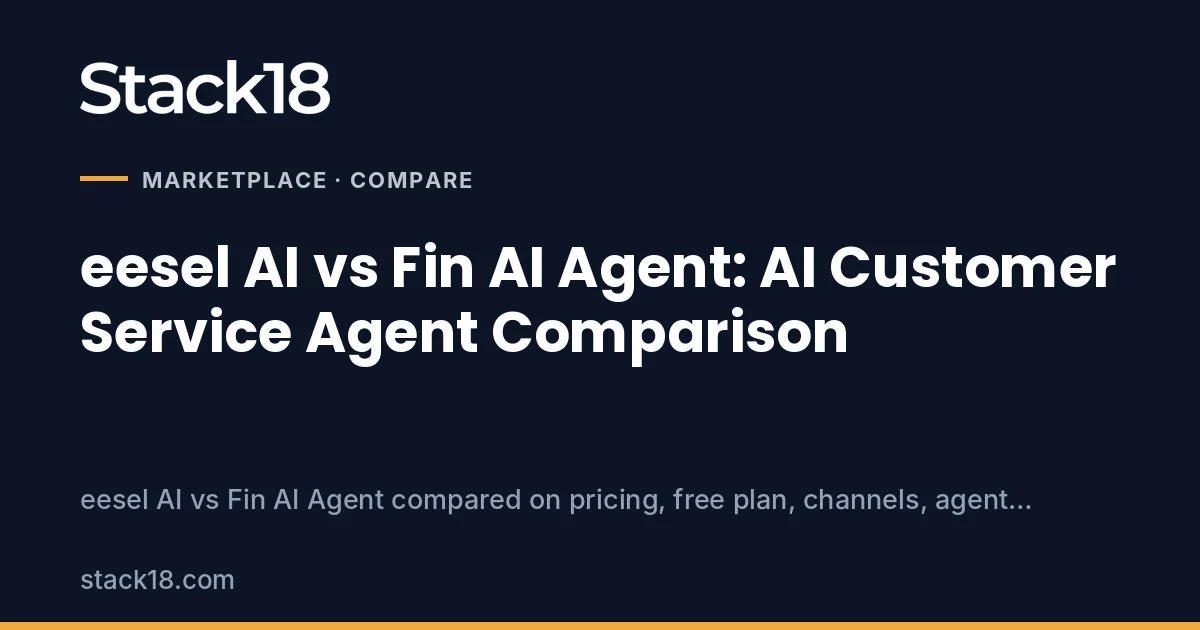 Stack18
MARKETPLACE · COMPARE
eesel AI vs Fin AI Agent: AI Customer
Service Agent Comparison
eesel AI vs Fin AI Agent compared on pricing, free plan, channels, agent...
stack18.com